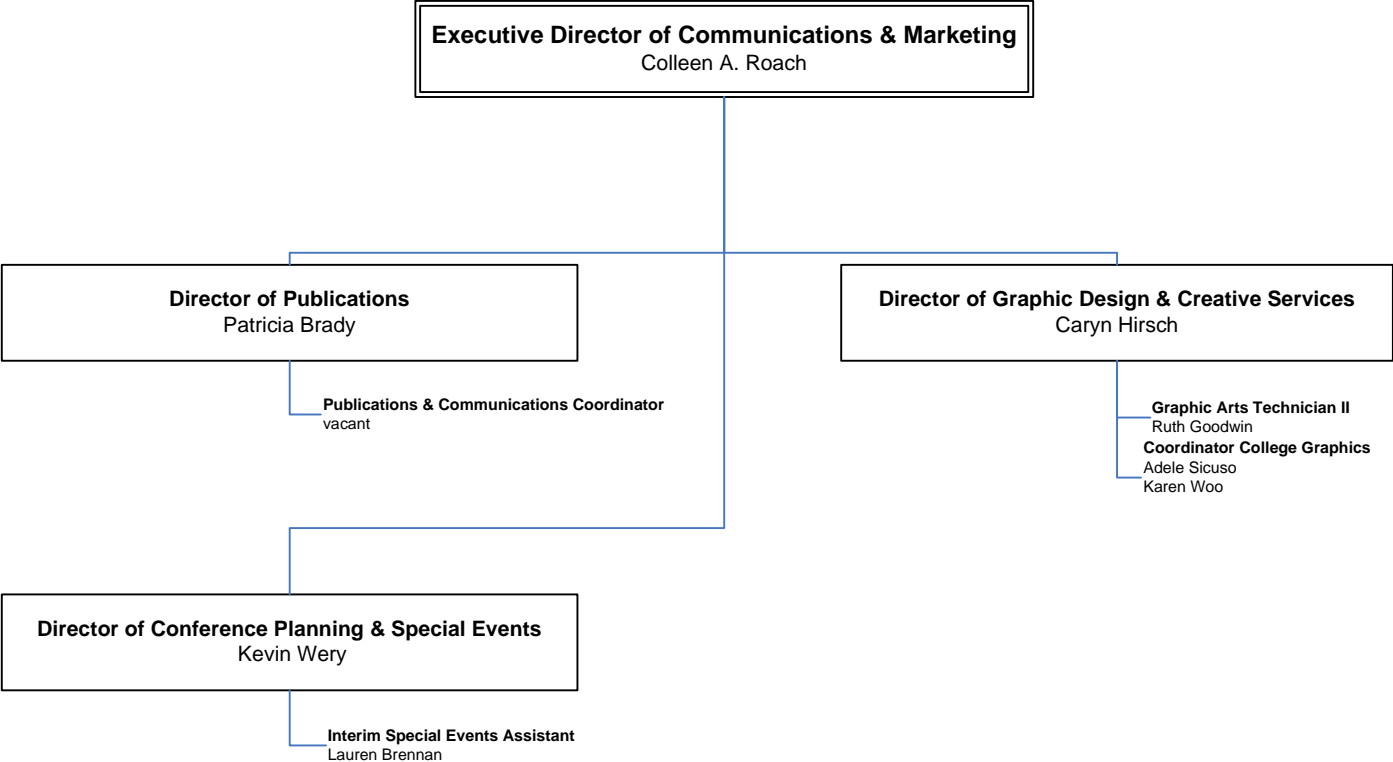 Executive Director of Communications & Marketing
Colleen A. Roach
Director of Publications
Patricia Brady
Publications & Communications Coordinator
vacant
Director of Graphic Design & Creative Services
Caryn Hirsch
Graphic Arts Technician II
Ruth Goodwin
Coordinator College Graphics
Adele Sicuso
Karen Woo
Director of Conference Planning & Special Events
Kevin Wery
Interim Special Events Assistant
Lauren Brennan